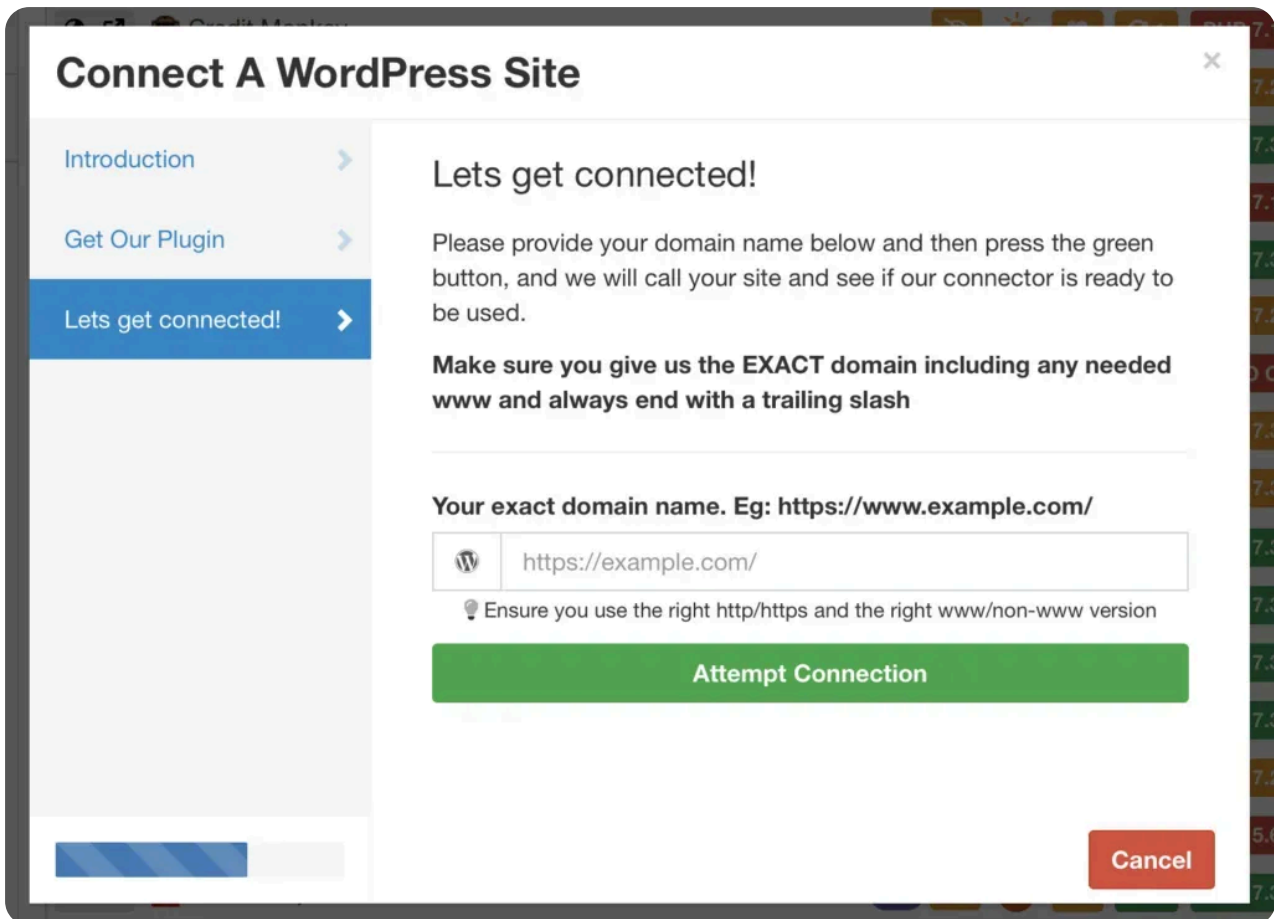 Credit Monkey
Connect A WordPress Site
×
Introduction
Get Our Plugin
Lets get connected!
Lets get connected!
Please provide your domain name below and then press the green
button, and we will call your site and see if our connector is ready to
be used.
Make sure you give us the EXACT domain including any needed
www and always end with a trailing slash
Your exact domain name. Eg: https://www.example.com/
https://example.com/
Ensure you use the right http/https and the right www/non-www version
Attempt Connection
Cancel